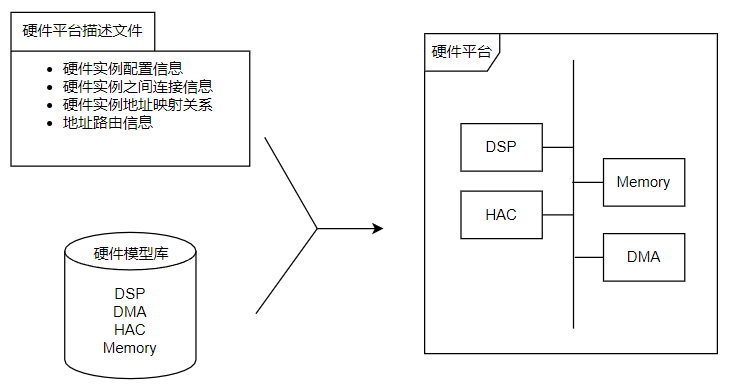 硬件平台描述文件
• 硬件实例配置信息
• 硬件实例之间连接信息
• 硬件实例地址映射关系
• 地址路由信息
硬件模型库
DSP
DMA
HAC
Memory
硬件平台
DSP
Memory
HAC
DMA